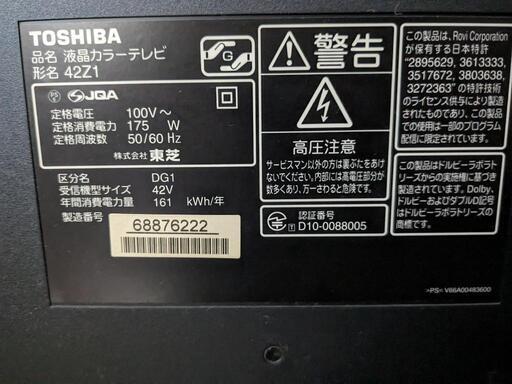 TOSHIBA
品名 液晶カラーテレビ
形名 42Z1
PS E JQA
定格電圧 100V～
定格消費電力 175 W
定格周波数 50/60 Hz
株式会社 東芝
区分名 DG1
受信機型サイズ 42V
年間消費電力量 161 kWh/年
製造番号
68876222
G
警告
高圧注意
サービスマン以外の方は裏ぶたをあけないでください。内部には高電圧部分が数多くあり、万一さわると危険です。
認証番号
T D10-0088005
この製品は、Rovi Corporation
が保有する日本特許
"2895629, 3613333,
3517672, 3803638,
3272363" の特許技術
のライセンス供与により製造
されたものであり、この製品
での使用は一部のプログラム
配信に限定されています。
この製品はドルビーラボラト
リーズからの実施権に基づ
き製造されています。Dolby、
ドルビーおよびダブルD記号
はドルビーラボラトリーズの
商標です。
>PS< V86A00483600